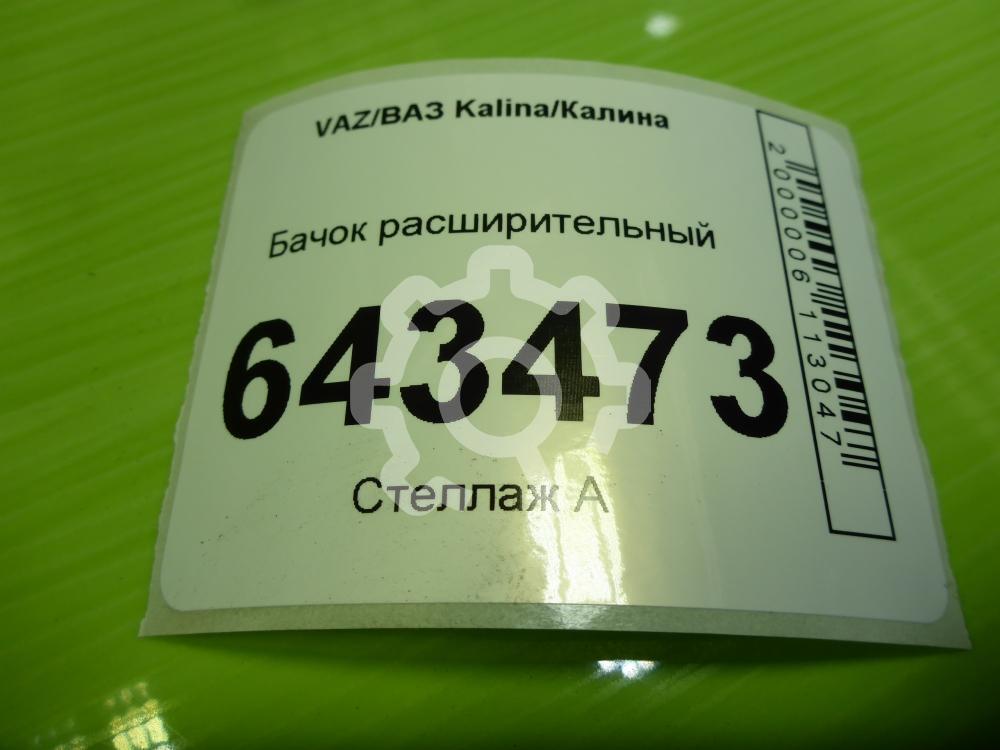 VAZ/ВАЗ Kalina/Калина
Бачок расширительный
643473
Стеллаж А
2000006113047